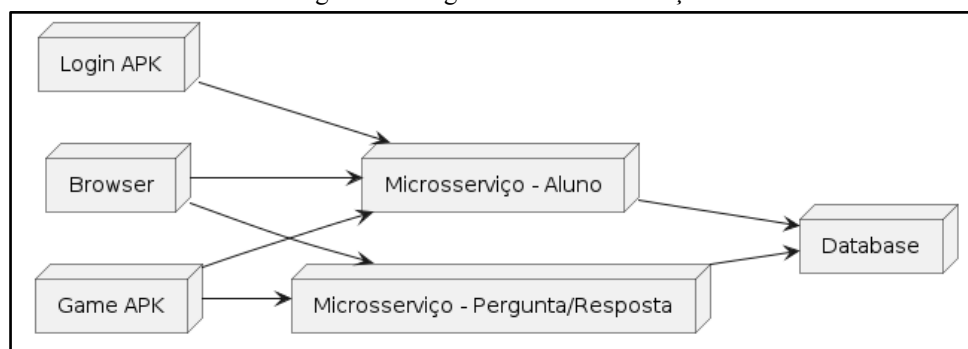 Login APK
Browser
Microsserviço - Aluno
Database
Game APK
Microsserviço - Pergunta/Resposta